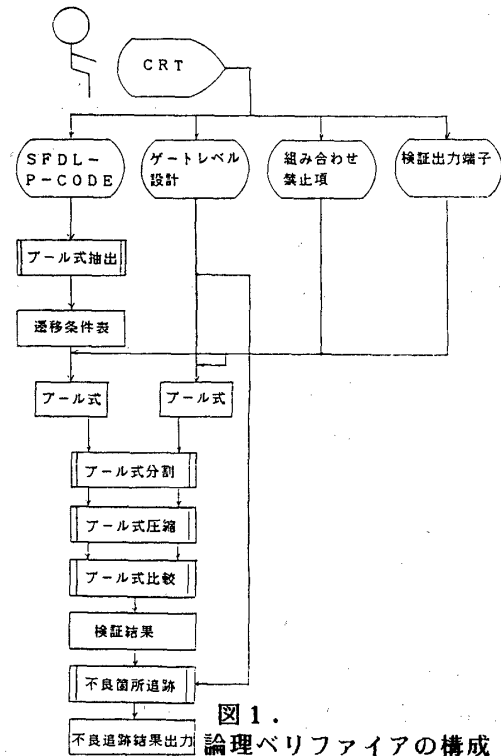 CRT
SFDL-
P-CODE
ゲートレベル
設計
組み合わせ
禁止項
検証出力端子
ブール式抽出
遷移条件表
ブール式
ブール式
ブール式分割
ブール式圧縮
ブール式比較
検証結果
不良箇所追跡
不良追跡結果出力
図1.
論理ベリファイアの構成